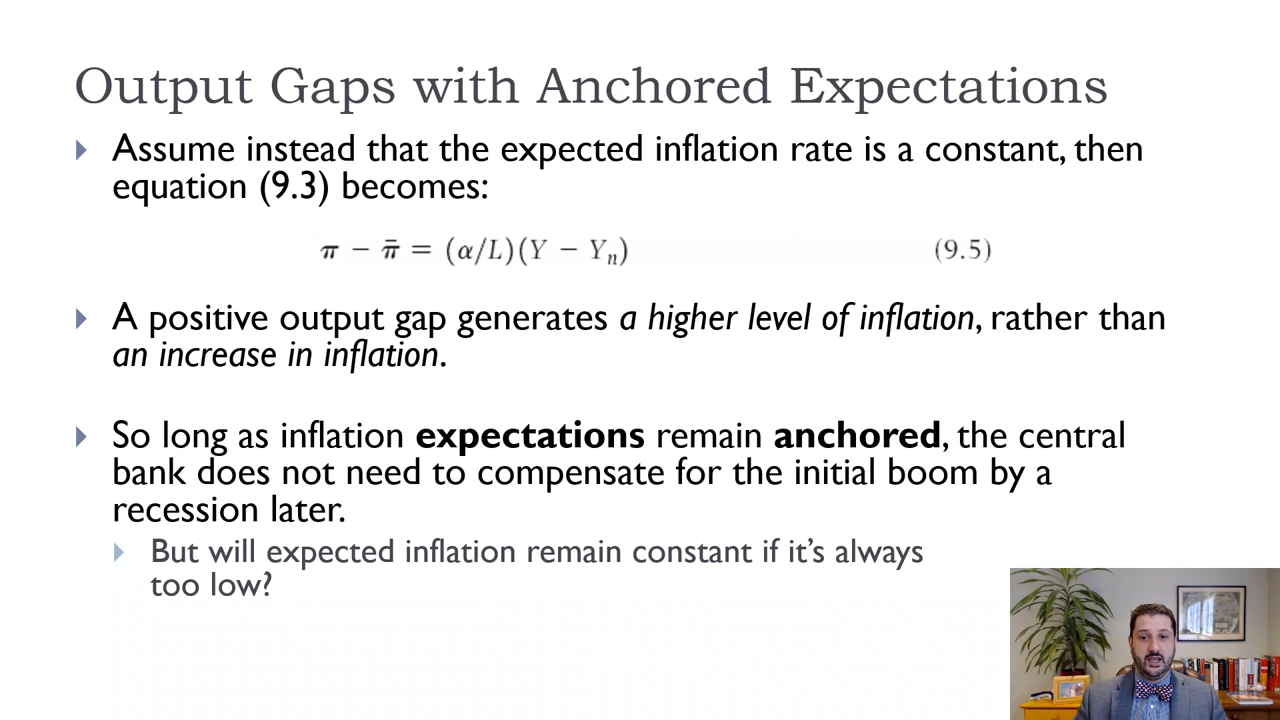 Output Gaps with Anchored Expectations
Assume instead that the expected inflation rate is a constant, then
equation (9.3) becomes:
π − π̄ = (α/L)(Y − Yₙ) (9.5)
A positive output gap generates a higher level of inflation, rather than
an increase in inflation.
So long as inflation expectations remain anchored, the central
bank does not need to compensate for the initial boom by a
recession later.
But will expected inflation remain constant if it’s always
too low?